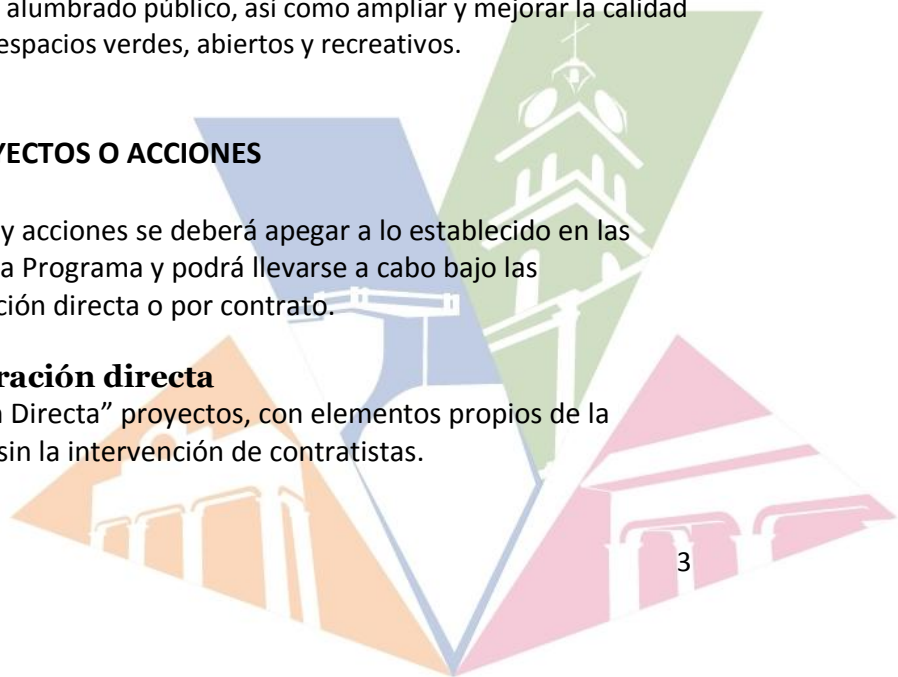 alumbrado público, así como ampliar y mejorar la calidad
espacios verdes, abiertos y recreativos.
YECTOS O ACCIONES
y acciones se deberá apegar a lo establecido en las
a Programa y podrá llevarse a cabo bajo las
ción directa o por contrato.
ración directa
Directa” proyectos, con elementos propios de la
sin la intervención de contratistas.
3